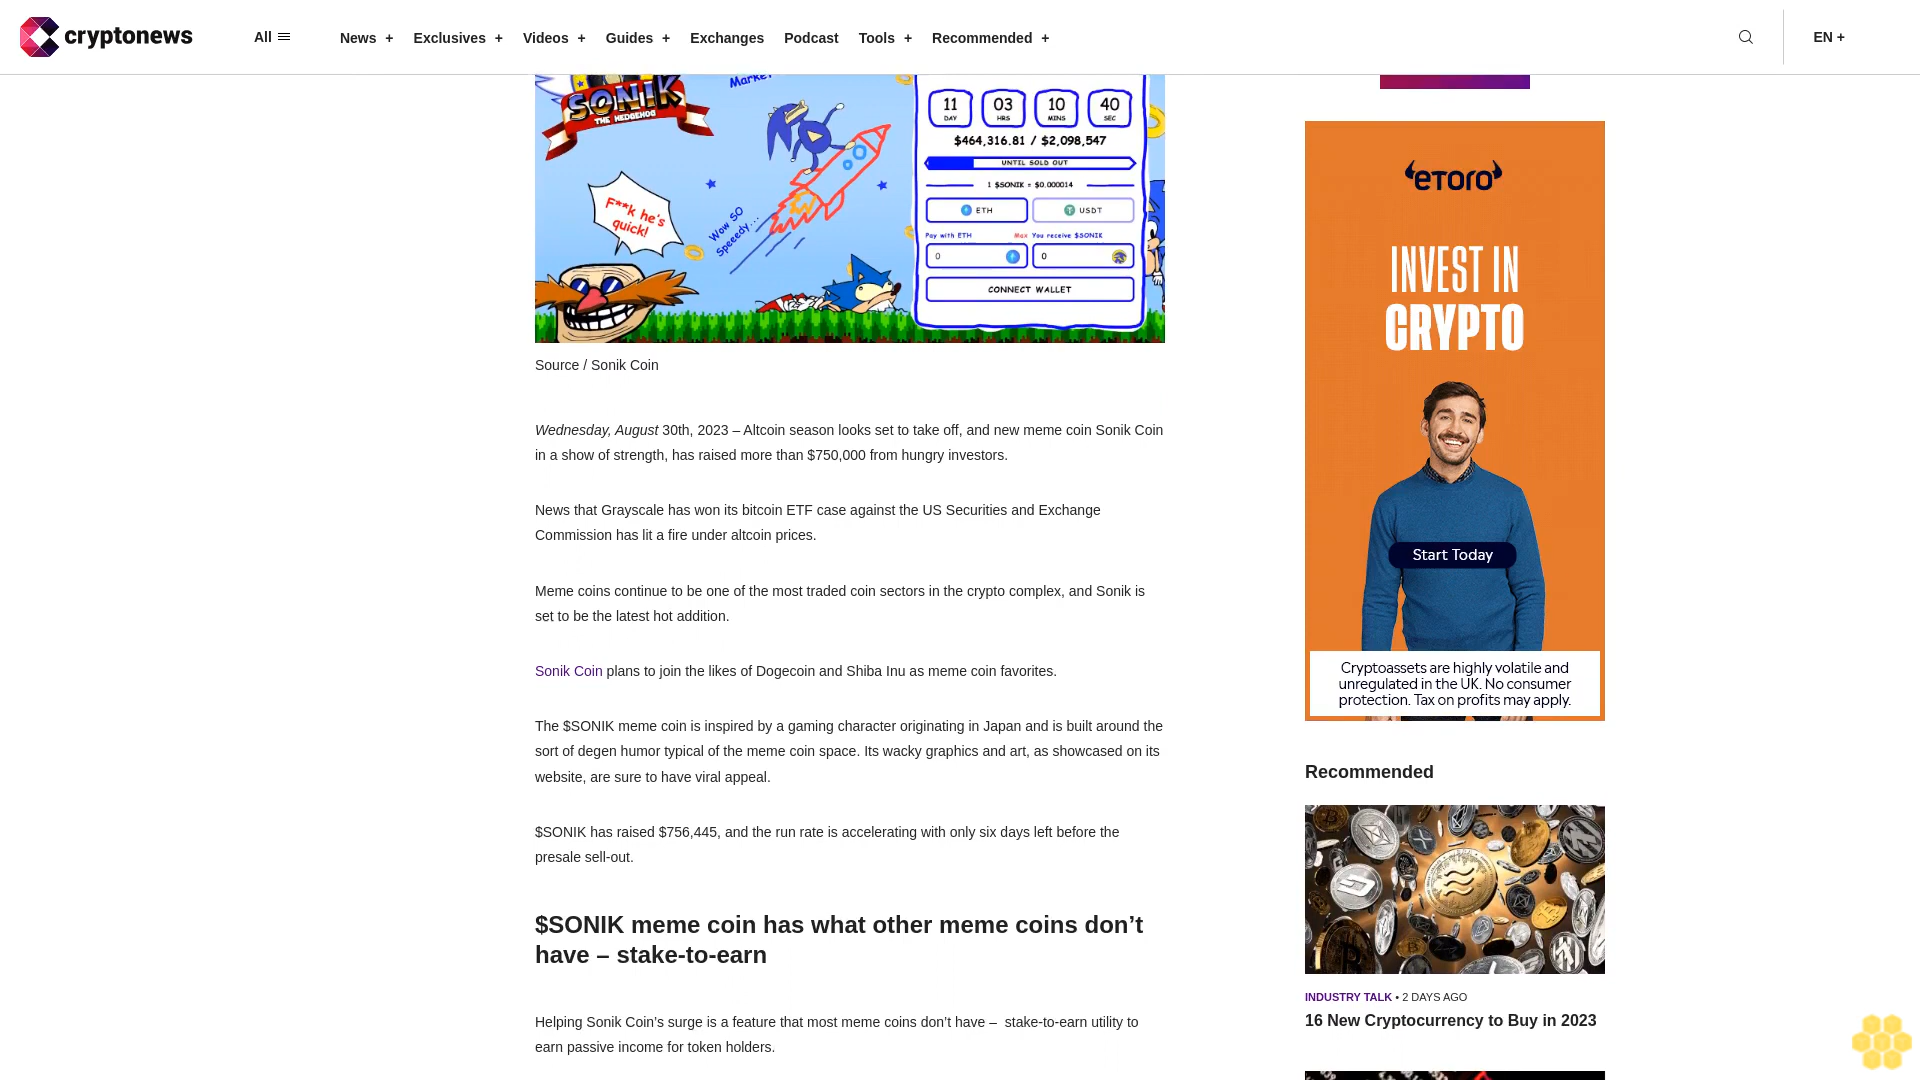 cryptonews
All
News + Exclusives + Videos + Guides + Exchanges Podcast Tools + Recommended +
EN +
SONIK
THE HEDGEHOG
F**k he's
quick!
Wow SO
Speeedy...
11 03 10 40
DAY HRS MINS SEC
$464,316.81 / $2,098,547
UNTIL SOLD OUT
1 $SONIK = $0.000014
ETH USDT
Pay with ETH Max You receive $SONIK
0 0
CONNECT WALLET
Source / Sonik Coin
Wednesday, August 30th, 2023 – Altcoin season looks set to take off, and new meme coin Sonik Coin
in a show of strength, has raised more than $750,000 from hungry investors.
News that Grayscale has won its bitcoin ETF case against the US Securities and Exchange
Commission has lit a fire under altcoin prices.
Meme coins continue to be one of the most traded coin sectors in the crypto complex, and Sonik is
set to be the latest hot addition.
Sonik Coin plans to join the likes of Dogecoin and Shiba Inu as meme coin favorites.
The $SONIK meme coin is inspired by a gaming character originating in Japan and is built around the
sort of degen humor typical of the meme coin space. Its wacky graphics and art, as showcased on its
website, are sure to have viral appeal.
$SONIK has raised $756,445, and the run rate is accelerating with only six days left before the
presale sell-out.
$SONIK meme coin has what other meme coins don’t
have – stake-to-earn
Helping Sonik Coin’s surge is a feature that most meme coins don’t have – stake-to-earn utility to
earn passive income for token holders.
eTORO
INVEST IN
CRYPTO
Start Today
Cryptoassets are highly volatile and
unregulated in the UK. No consumer
protection. Tax on profits may apply.
Recommended
INDUSTRY TALK • 2 DAYS AGO
16 New Cryptocurrency to Buy in 2023